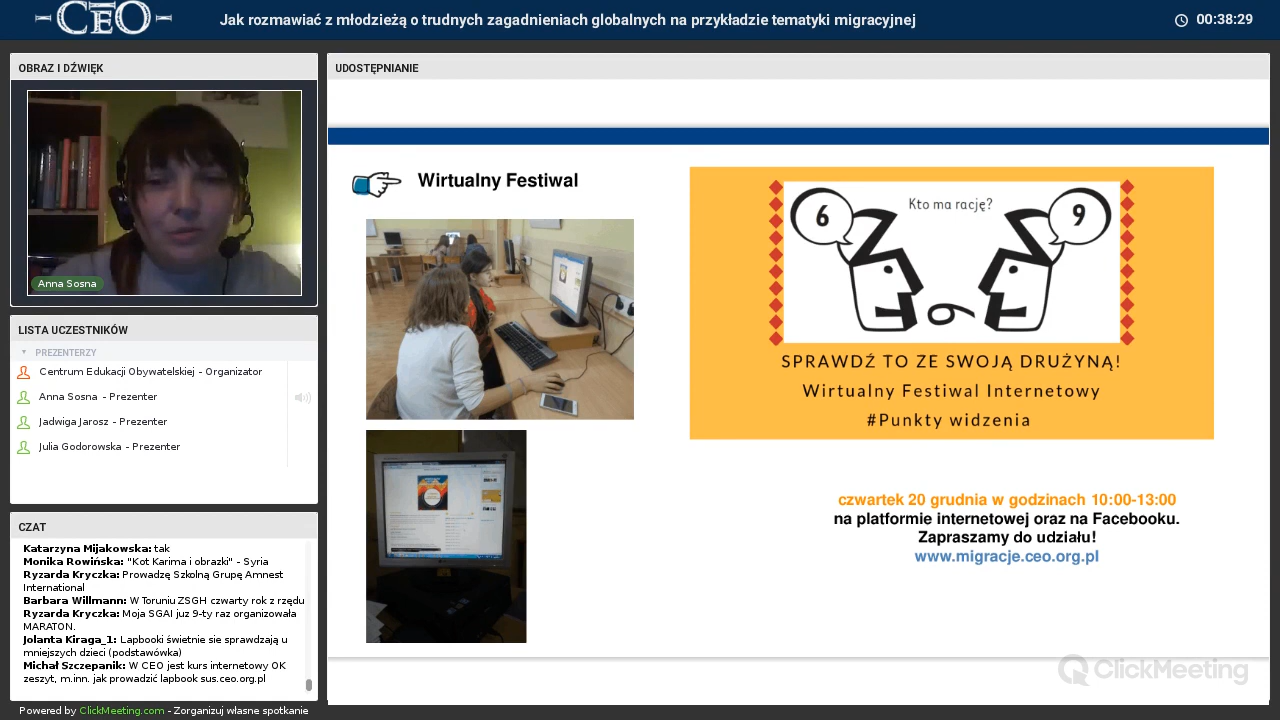 CEO
Jak rozmawiać z młodzieżą o trudnych zagadnieniach globalnych na przykładzie tematyki migracyjnej
00:38:29
OBRAZ I DŹWIĘK
Anna Sosna
LISTA UCZESTNIKÓW
PREZENTERZY
Centrum Edukacji Obywatelskiej - Organizator
Anna Sosna - Prezenter
Jadwiga Jarosz - Prezenter
Julia Godorowska - Prezenter
CZAT
Katarzyna Mijakowska: tak
Monika Rowińska: "Kot Karima i obrazki" - Syria
Ryzarda Kryczka: Prowadzę Szkolną Grupę Amnest
International
Barbara Willmann: W Toruniu ZSGH czwarty rok z rzędu
Ryzarda Kryczka: Moja SGAI juz 9-ty raz organizowała
MARATON.
Jolanta Kiraga_1: Lapbooki świetnie sie sprawdzają u
mniejszych dzieci (podstawówka)
Michał Szczepanik: W CEO jest kurs internetowy OK
zeszyt, m.inn. jak prowadzić lapbook sus.ceo.org.pl
Powered by ClickMeeting.com - Zorganizuj własne spotkanie
UDOSTĘPNIANIE
Wirtualny Festiwal
6
Kto ma rację?
9
SPRAWDŹ TO ZE SWOJĄ DRUŻYNĄ!
Wirtualny Festiwal Internetowy
#Punkty widzenia
czwartek 20 grudnia w godzinach 10:00-13:00
na platformie internetowej oraz na Facebooku.
Zapraszamy do udziału!
www.migracje.ceo.org.pl
ClickMeeting